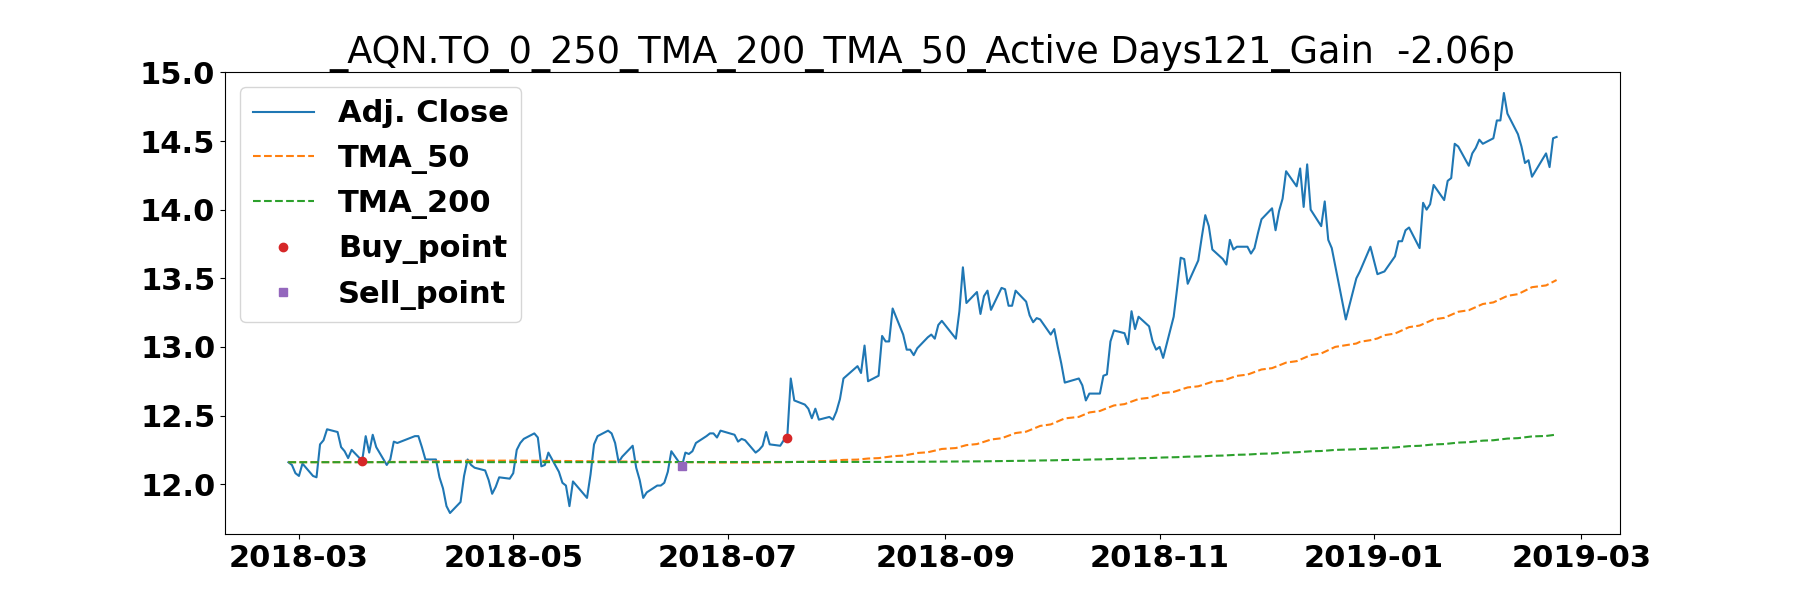 _AQN.TO_0_250_TMA_200_TMA_50_Active Days121_Gain  -2.06p
15.0
14.5
14.0
13.5
13.0
12.5
12.0
Adj. Close
TMA_50
TMA_200
Buy_point
Sell_point
2018-03 2018-05 2018-07 2018-09 2018-11 2019-01 2019-03